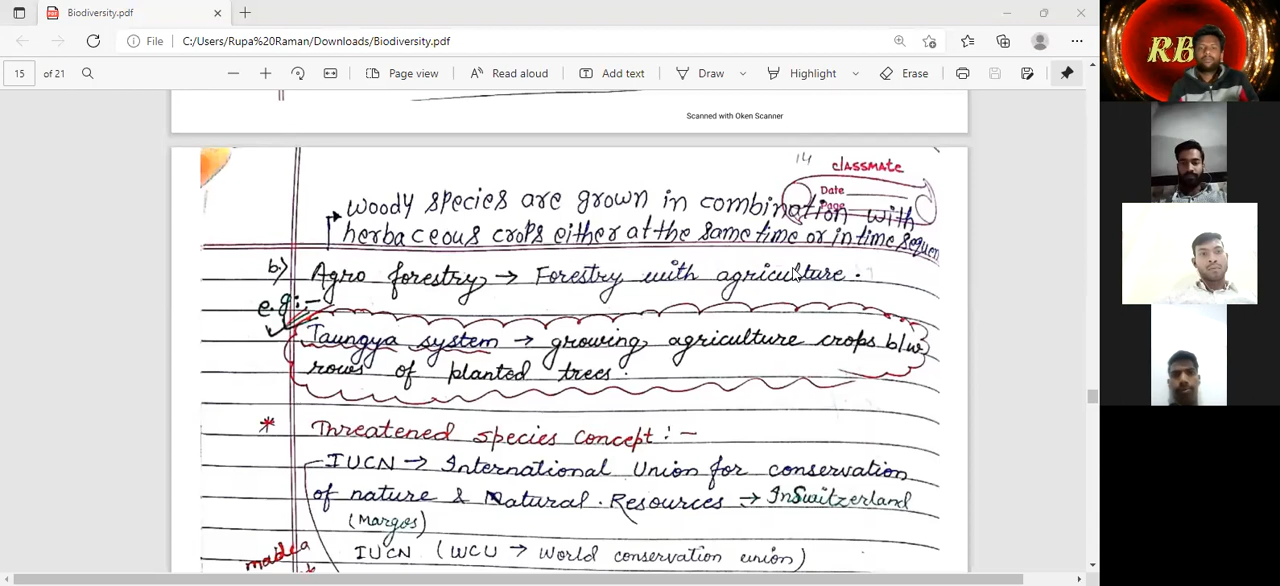 Biodiversity.pdf
File C:/Users/Rupa%20Raman/Downloads/Biodiversity.pdf
15 of 21 Page view Read aloud Add text Draw Highlight Erase
Scanned with Oken Scanner
14
classmate
Date
Page
woody species are grown in combination with
herbaceous crops either at the same time or in time sequen
b) Agro forestry → Forestry with agriculture.
e.g:-
Taungya system → growing agriculture crops b/w
rows of planted trees.
* Threatened species concept :-
IUCN → International Union for conservation
of nature & Natural. Resources → In Switzerland
(Marges)
IUCN (WCU → World conservation union)
RB